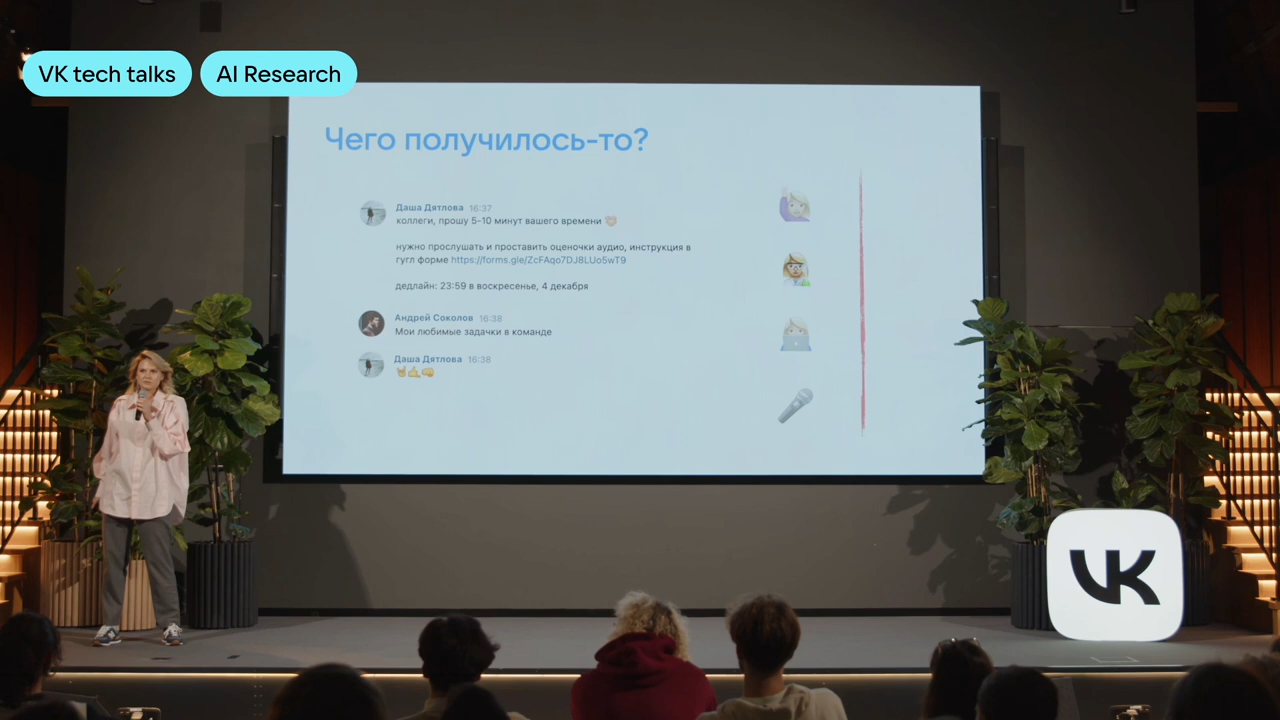 VK tech talks
AI Research
Чего получилось-то?
Даша Дятлова 16:37
коллеги, прошу 5-10 минут вашего времени
нужно прослушать и проставить оценочки аудио, инструкция в
гугл форме https://forms.gle/ZcFAqo7DJ8LUo5wT9
дедлайн: 23:59 в воскресенье, 4 декабря
Андрей Соколов 16:38
Мои любимые задачки в команде
Даша Дятлова 16:38
VK